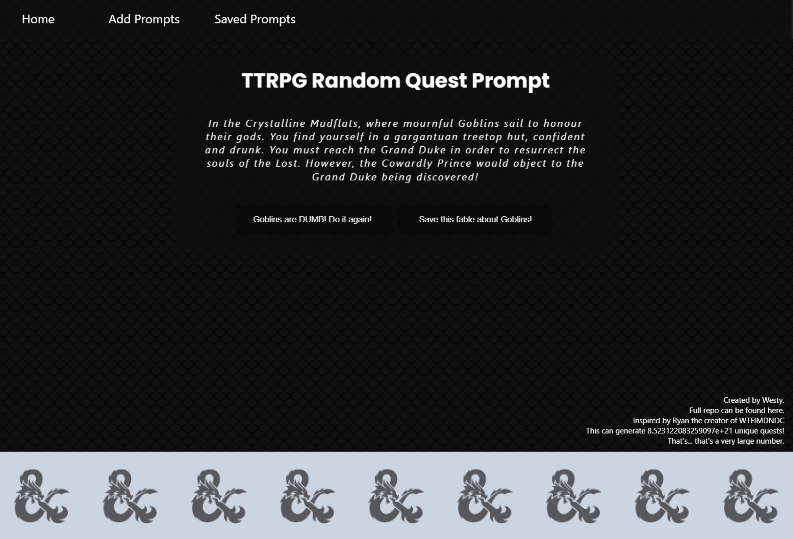 Home Add Prompts Saved Prompts
TTRPG Random Quest Prompt
In the Crystalline Mudflats, where mournful Goblins sail to honour
their gods. You find yourself in a gargantuan treetop hut, confident
and drunk. You must reach the Grand Duke in order to resurrect the
souls of the Lost. However, the Cowardly Prince would object to the
Grand Duke being discovered!
Goblins are DUMB! Do it again! Save this fable about Goblins!
Created by Westy.
Full repo can be found here.
Inspired by Ryan the creator of WTFIMDNDC
This can generate 8.523122083259097e+21 unique quests!
That's... that's a very large number.